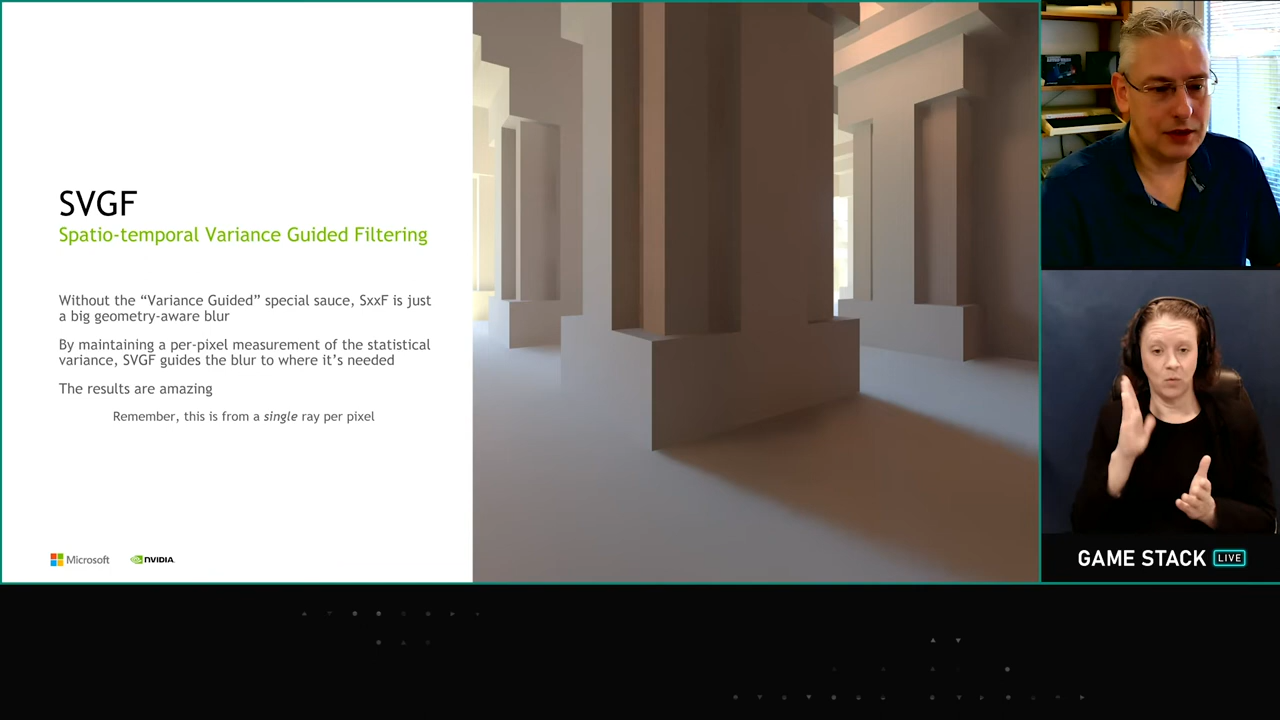 SVGF
Spatio-temporal Variance Guided Filtering
Without the “Variance Guided” special sauce, SxxF is just
a big geometry-aware blur
By maintaining a per-pixel measurement of the statistical
variance, SVGF guides the blur to where it’s needed
The results are amazing
Remember, this is from a single ray per pixel
Microsoft
NVIDIA
GAME STACK LIVE